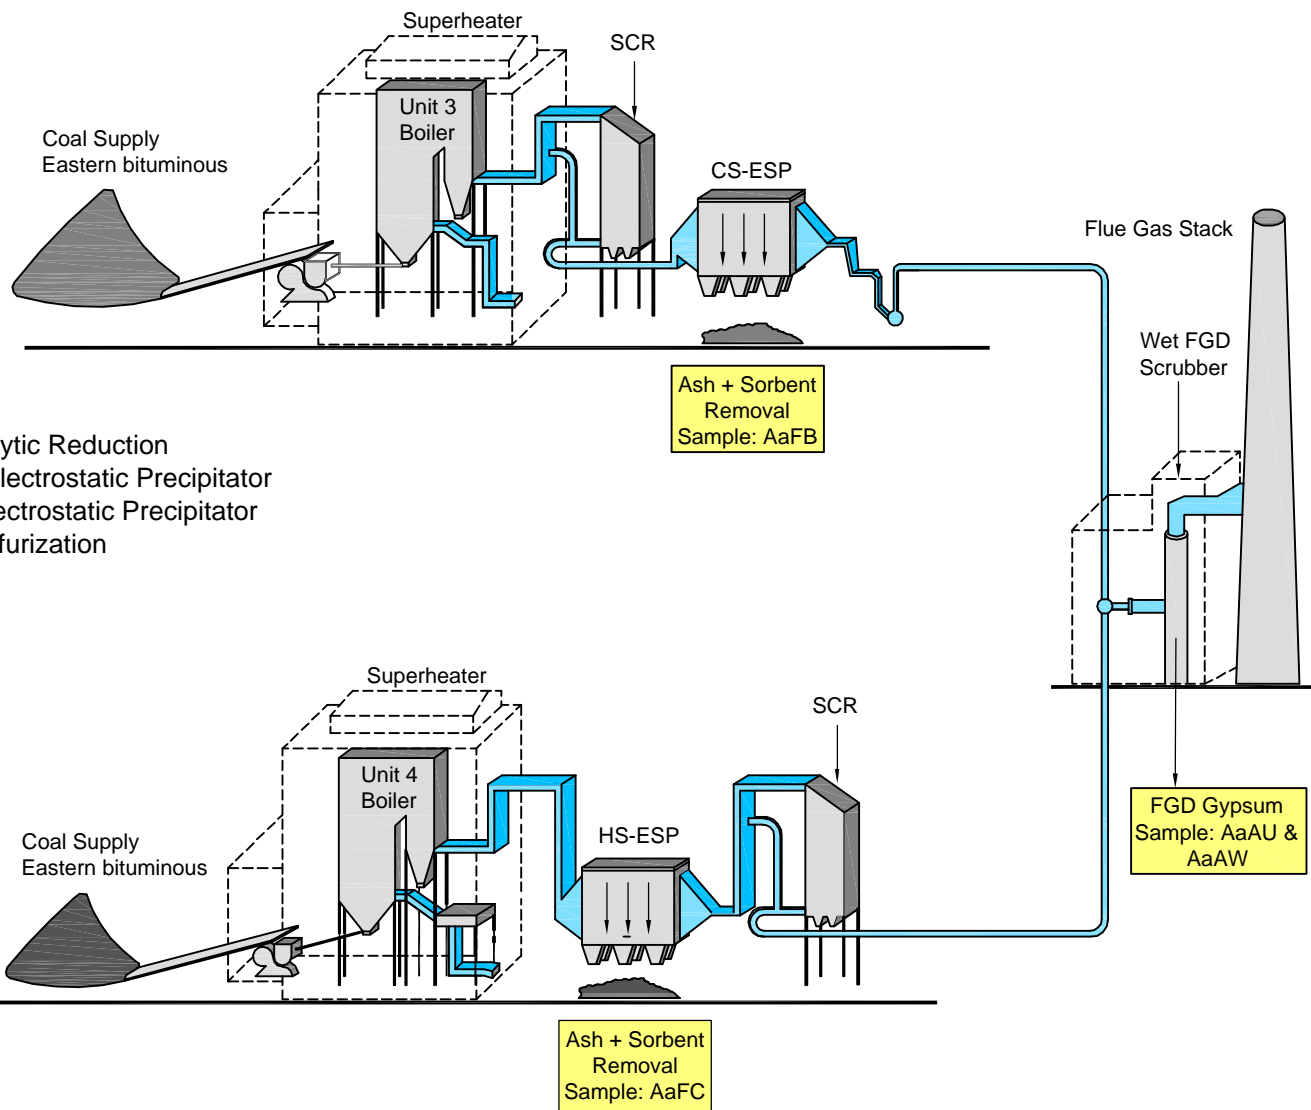 Superheater
SCR
Unit 3
Boiler
Coal Supply
Eastern bituminous
CS-ESP
Flue Gas Stack
Wet FGD
Scrubber
Ash + Sorbent
Removal
Sample: AaFB
ytic Reduction
lectrostatic Precipitator
ectrostatic Precipitator
furization
Superheater
SCR
Unit 4
Boiler
Coal Supply
Eastern bituminous
HS-ESP
FGD Gypsum
Sample: AaAU &
AaAW
Ash + Sorbent
Removal
Sample: AaFC